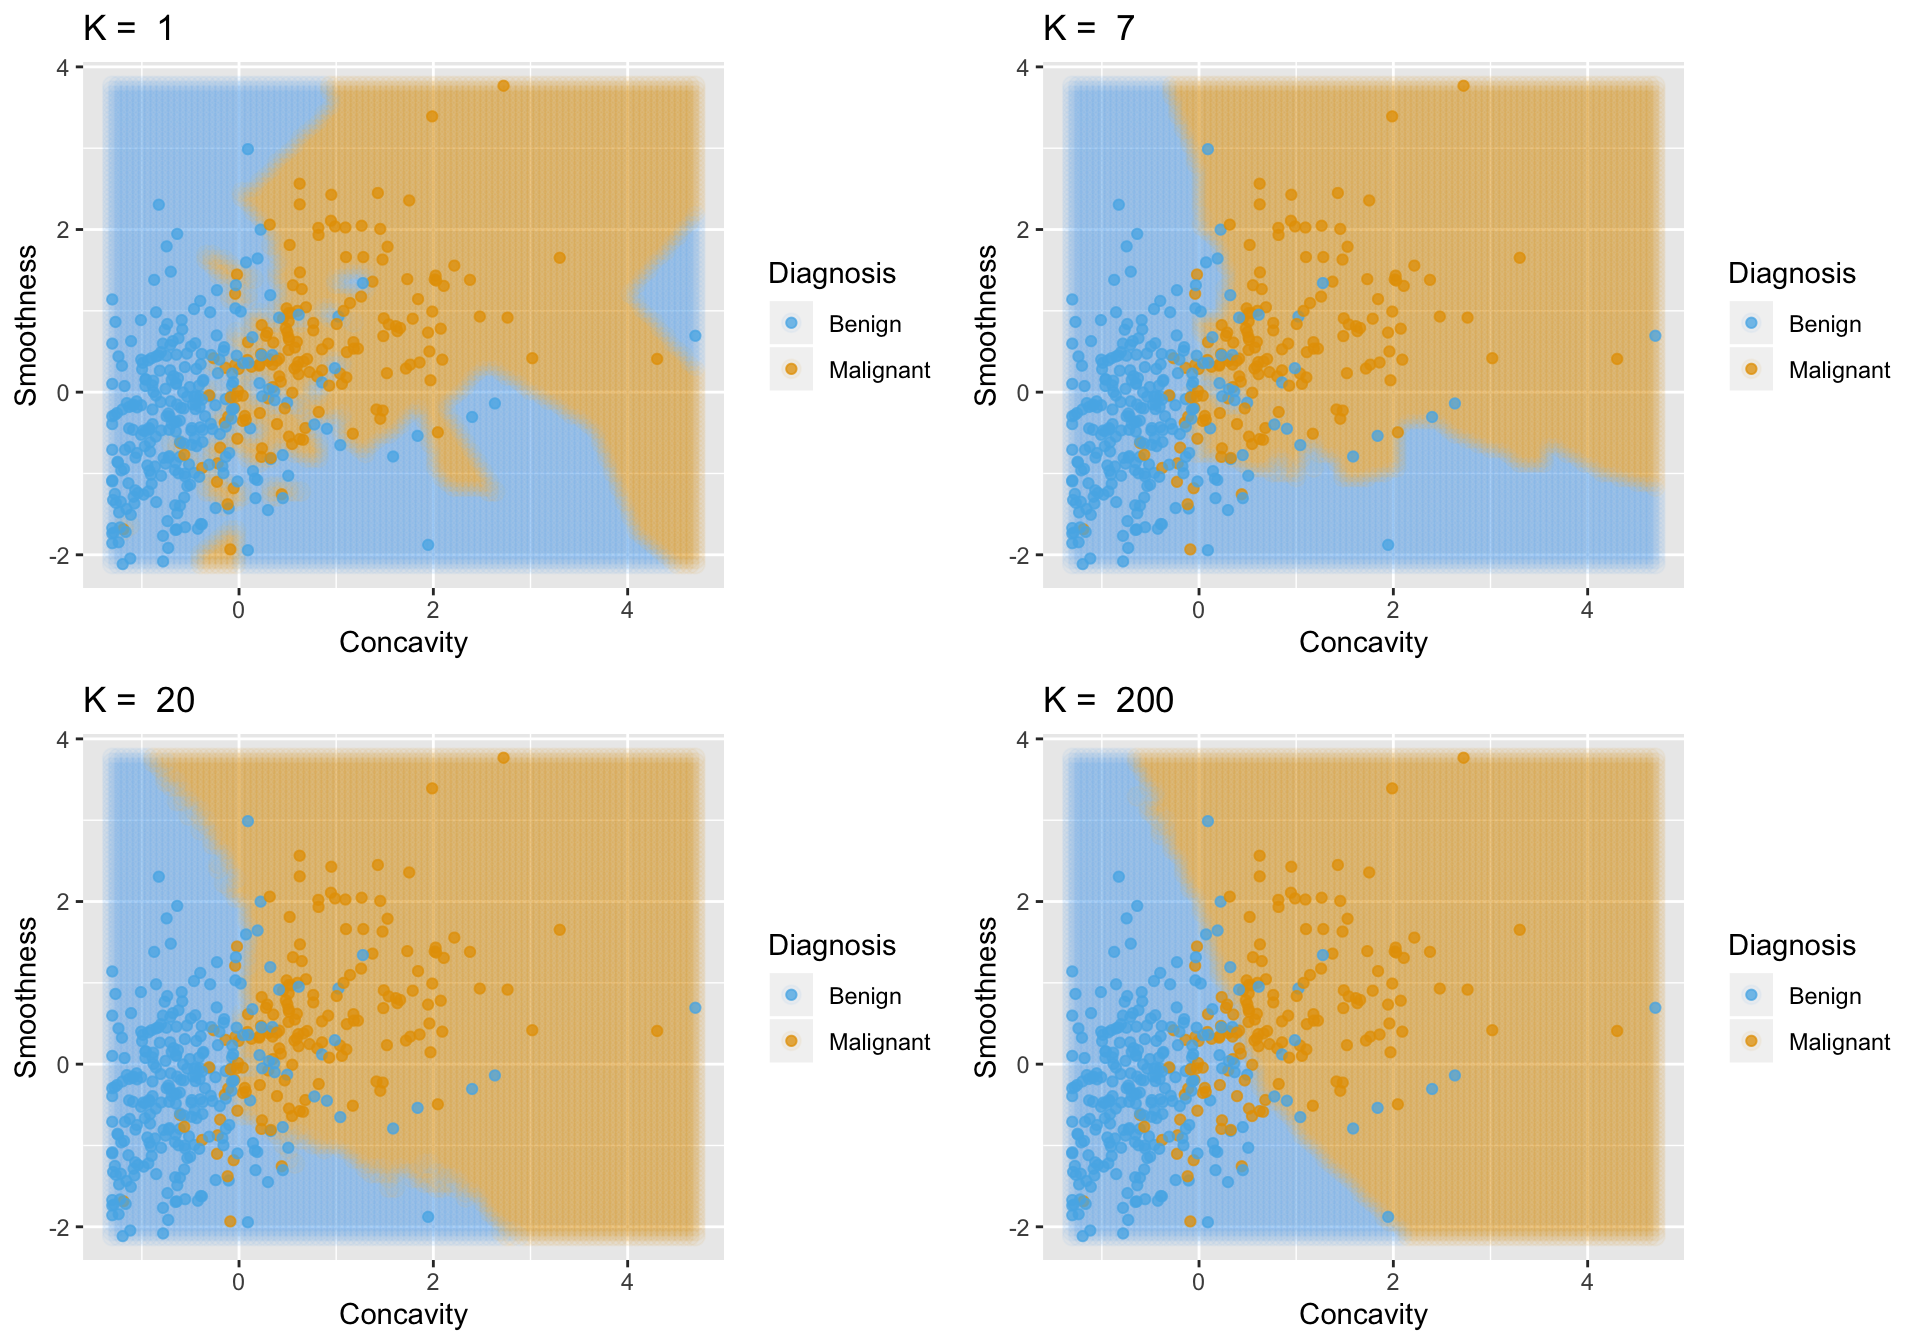 K =  1
4
2
0
-2
Smoothness
0
2
4
Concavity
Diagnosis
Benign
Malignant
K =  7
4
2
0
-2
Smoothness
0
2
4
Concavity
Diagnosis
Benign
Malignant
K =  20
4
2
0
-2
Smoothness
0
2
4
Concavity
Diagnosis
Benign
Malignant
K =  200
4
2
0
-2
Smoothness
0
2
4
Concavity
Diagnosis
Benign
Malignant